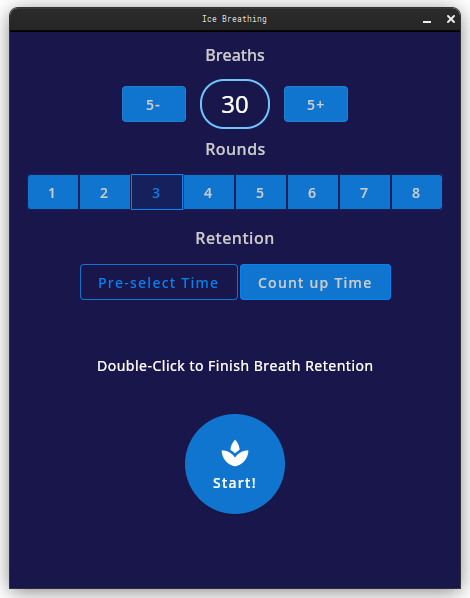 Ice Breathing
Breaths
5- 30 5+
Rounds
1 2 3 4 5 6 7 8
Retention
Pre-select Time Count up Time
Double-Click to Finish Breath Retention
Start!